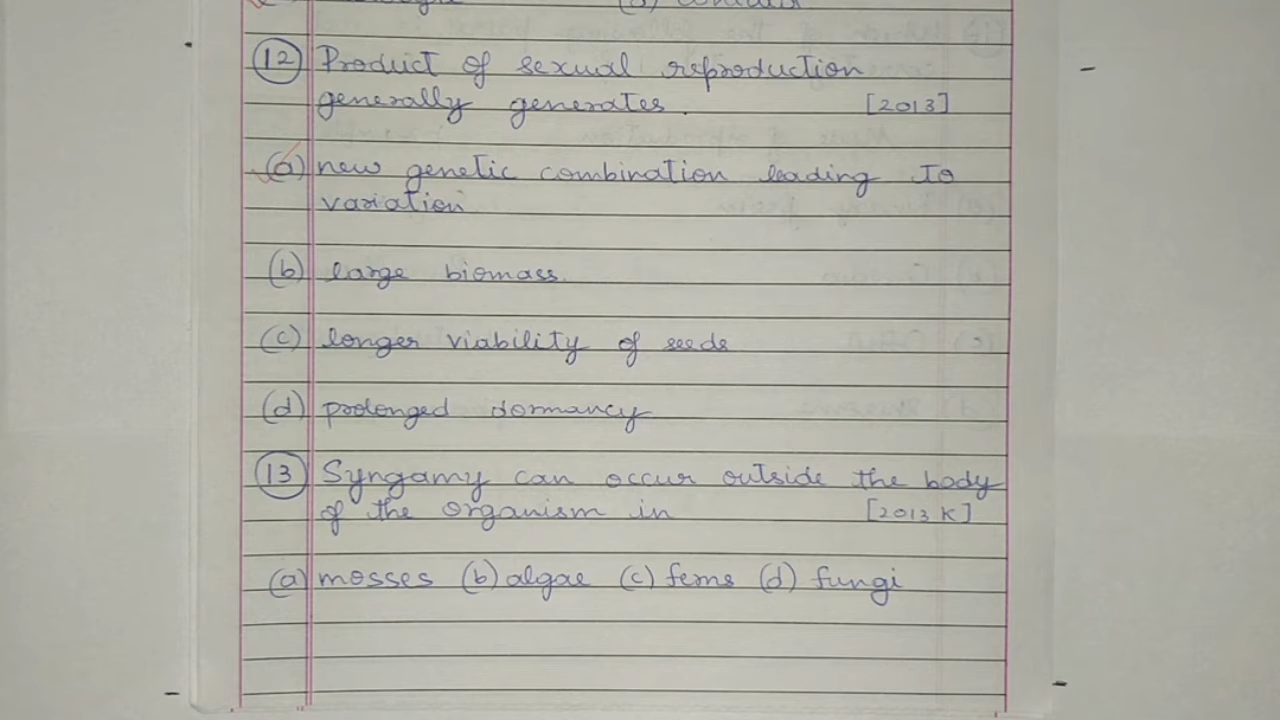 (12) Product of sexual reproduction
generally generates. [2013]
(a) new genetic combination leading to
variation
(b) large biomass.
(c) longer viability of seeds
(d) prolonged dormancy
(13) Syngamy can occur outside the body
of the organism in [2013 K]
(a) mosses (b) algae (c) ferns (d) fungi